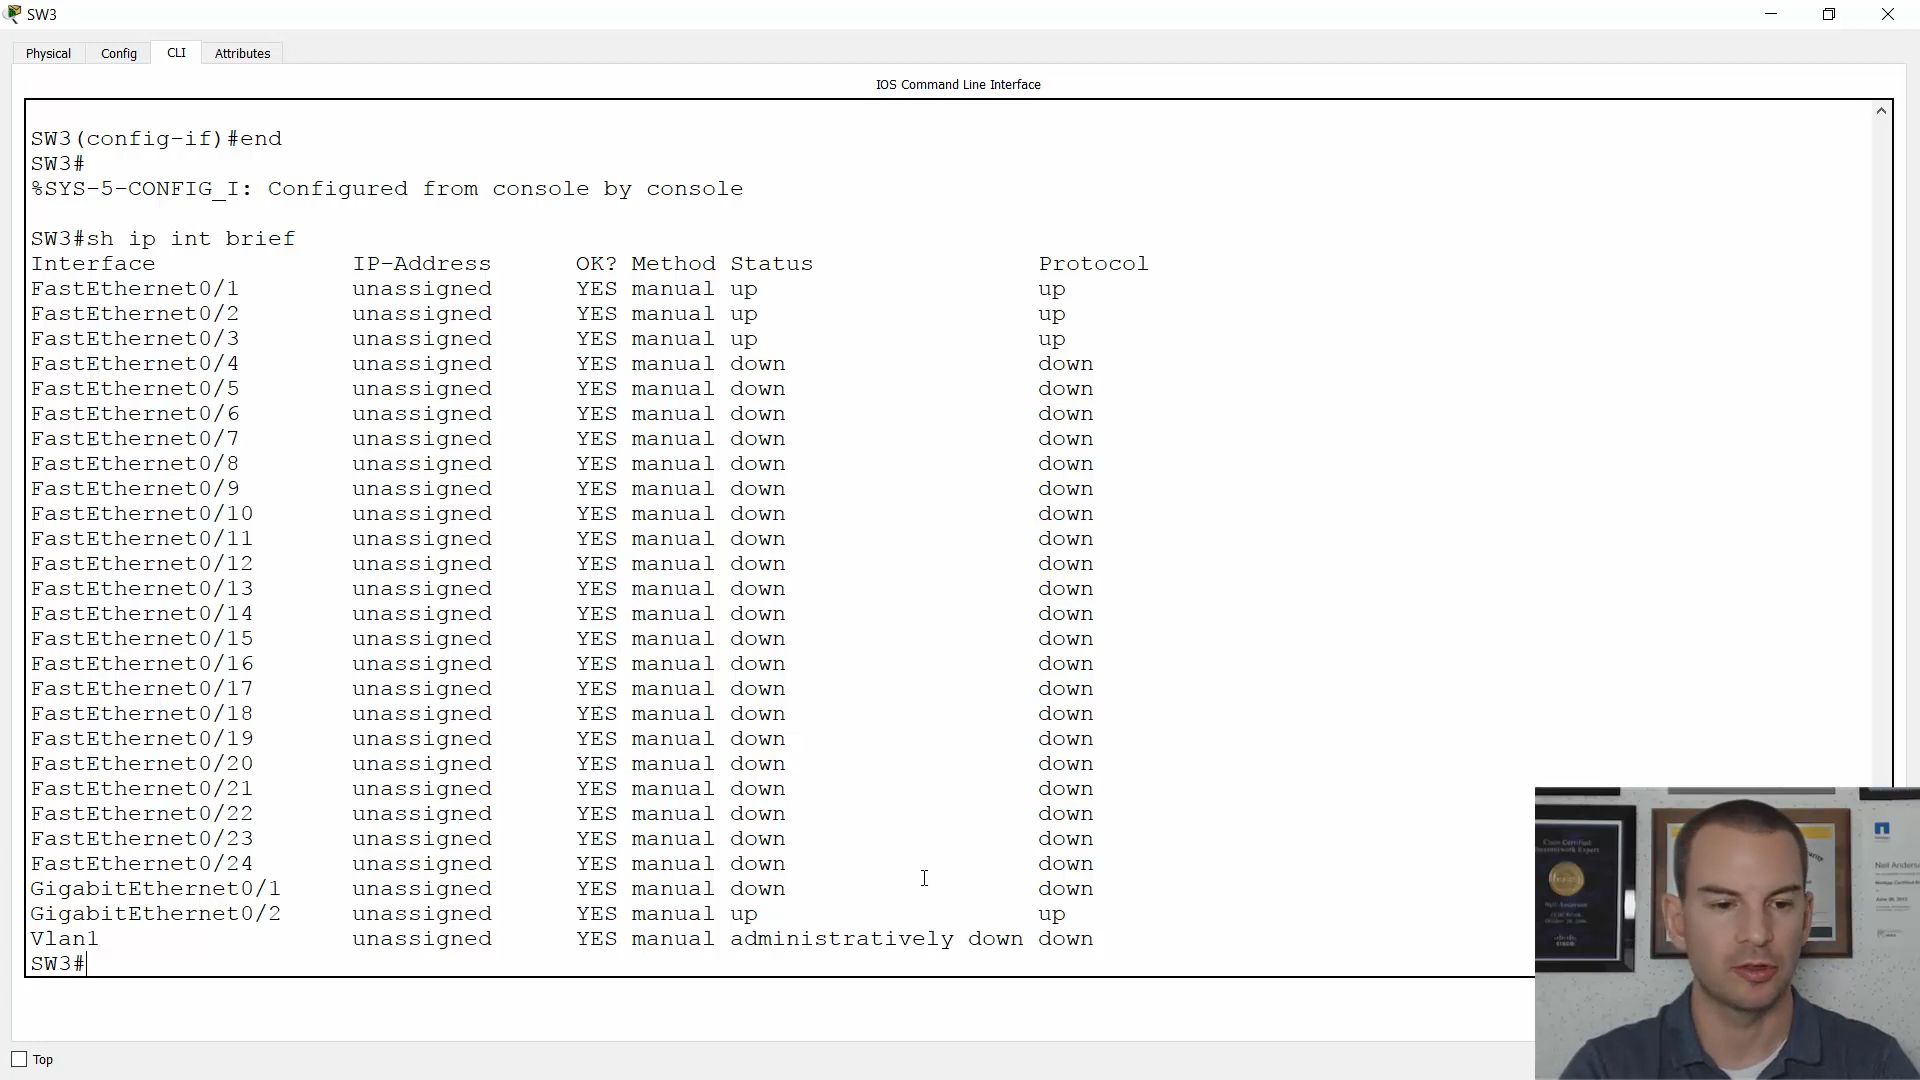 SW3
Physical Config CLI Attributes
IOS Command Line Interface
SW3(config-if)#end
SW3#
%SYS-5-CONFIG_I: Configured from console by console
SW3#sh ip int brief
Interface IP-Address OK? Method Status Protocol
FastEthernet0/1 unassigned YES manual up up
FastEthernet0/2 unassigned YES manual up up
FastEthernet0/3 unassigned YES manual up up
FastEthernet0/4 unassigned YES manual down down
FastEthernet0/5 unassigned YES manual down down
FastEthernet0/6 unassigned YES manual down down
FastEthernet0/7 unassigned YES manual down down
FastEthernet0/8 unassigned YES manual down down
FastEthernet0/9 unassigned YES manual down down
FastEthernet0/10 unassigned YES manual down down
FastEthernet0/11 unassigned YES manual down down
FastEthernet0/12 unassigned YES manual down down
FastEthernet0/13 unassigned YES manual down down
FastEthernet0/14 unassigned YES manual down down
FastEthernet0/15 unassigned YES manual down down
FastEthernet0/16 unassigned YES manual down down
FastEthernet0/17 unassigned YES manual down down
FastEthernet0/18 unassigned YES manual down down
FastEthernet0/19 unassigned YES manual down down
FastEthernet0/20 unassigned YES manual down down
FastEthernet0/21 unassigned YES manual down down
FastEthernet0/22 unassigned YES manual down down
FastEthernet0/23 unassigned YES manual down down
FastEthernet0/24 unassigned YES manual down down
GigabitEthernet0/1 unassigned YES manual down down
GigabitEthernet0/2 unassigned YES manual up up
Vlan1 unassigned YES manual administratively down down
SW3#
Top
Cisco Certified
Internetwork Expert
Neil Anderson
CISCO